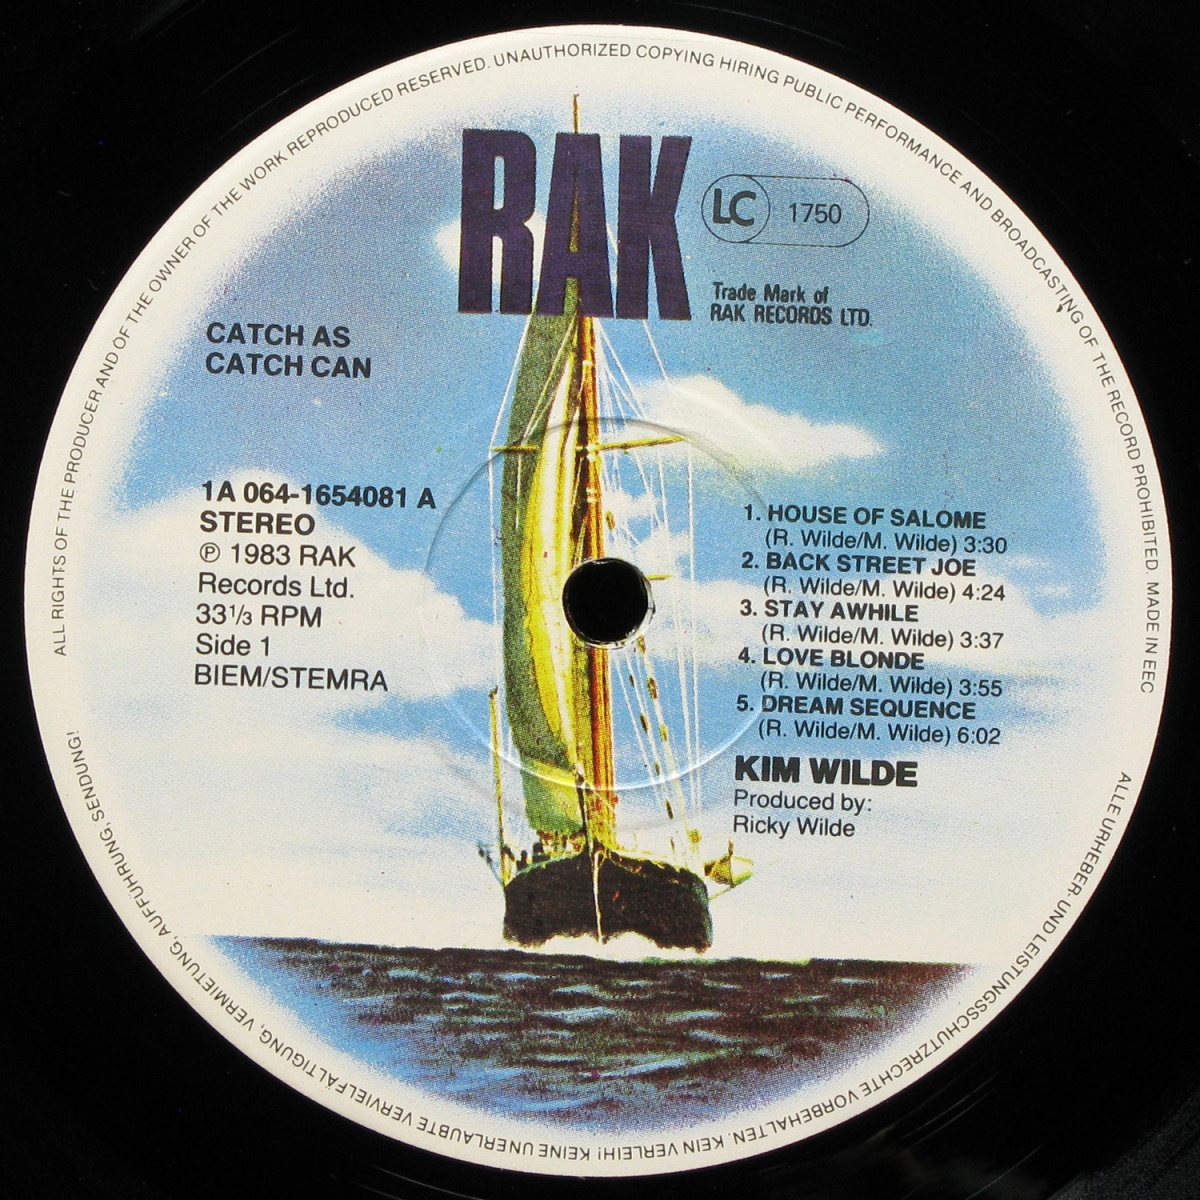 ALL RIGHTS OF THE PRODUCER AND OF THE OWNER OF THE WORK REPRODUCED RESERVED. UNAUTHORIZED COPYING HIRING PUBLIC PERFORMANCE AND BROADCASTING OF THE RECORD PROHIBITED. MADE IN EEC
RAK
LC 1750
Trade Mark of
RAK RECORDS LTD.
CATCH AS
CATCH CAN
1A 064-1654081 A
STEREO
℗ 1983 RAK
Records Ltd.
33⅓ RPM
Side 1
BIEM/STEMRA
1. HOUSE OF SALOME
(R. Wilde/M. Wilde) 3:30
2. BACK STREET JOE
(R. Wilde/M. Wilde) 4:24
3. STAY AWHILE
(R. Wilde/M. Wilde) 3:37
4. LOVE BLONDE
(R. Wilde/M. Wilde) 3:55
5. DREAM SEQUENCE
(R. Wilde/M. Wilde) 6:02
KIM WILDE
Produced by:
Ricky Wilde
ALLE URHEBER- UND LEISTUNGSSCHUTZRECHTE VORBEHALTEN. KEIN VERLEIH! KEINE UNERLAUBTE VERVIELFÄLTIGUNG, VERMIETUNG, AUFFÜHRUNG, SENDUNG!